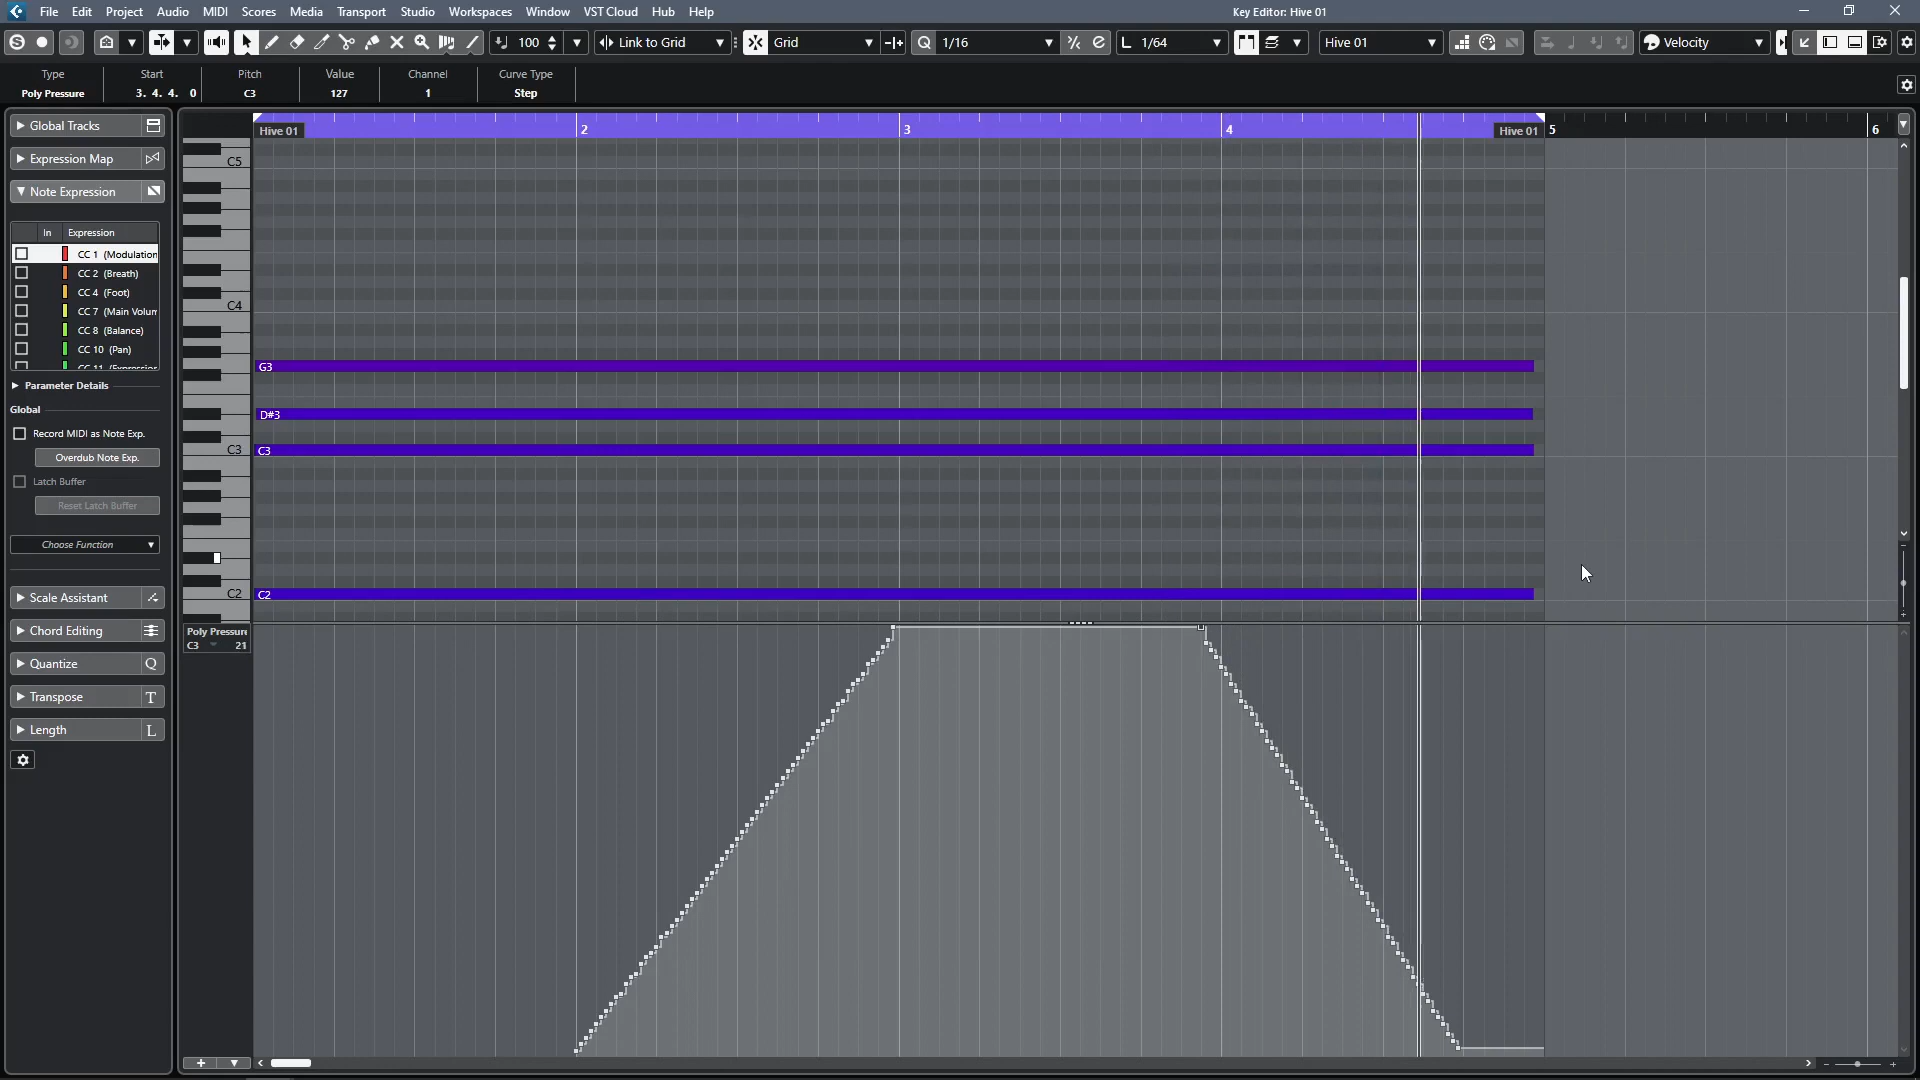 File Edit Project Audio MIDI Scores Media Transport Studio Workspaces Window VST Cloud Hub Help
Key Editor: Hive 01
100 Link to Grid Grid Q 1/16 L 1/64 Hive 01 Velocity
Type Start Pitch Value Channel Curve Type
Poly Pressure 3. 4. 4. 0 C3 127 1 Step
Global Tracks
Expression Map
Note Expression
In Expression
CC 1 (Modulation
CC 2 (Breath)
CC 4 (Foot)
CC 7 (Main Volum
CC 8 (Balance)
CC 10 (Pan)
Parameter Details
Global
Record MIDI as Note Exp.
Overdub Note Exp.
Latch Buffer
Reset Latch Buffer
Choose Function
Scale Assistant
Chord Editing
Quantize Q
Transpose T
Length L
Hive 01 2 3 4 Hive 01 5 6
C5
C4
G3
D#3
C3 C3
C2 C2
Poly Pressure
C3 21